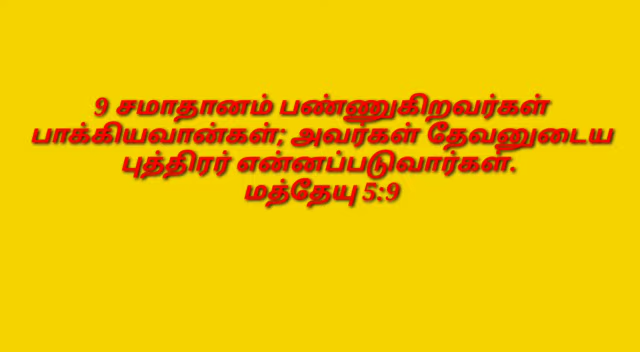 9 சமாதானம் பண்ணுகிறவர்கள்
பாக்கியவான்கள்; அவர்கள் தேவனுடைய
புத்திரர் என்னப்படுவார்கள்.
மத்தேயு 5:9